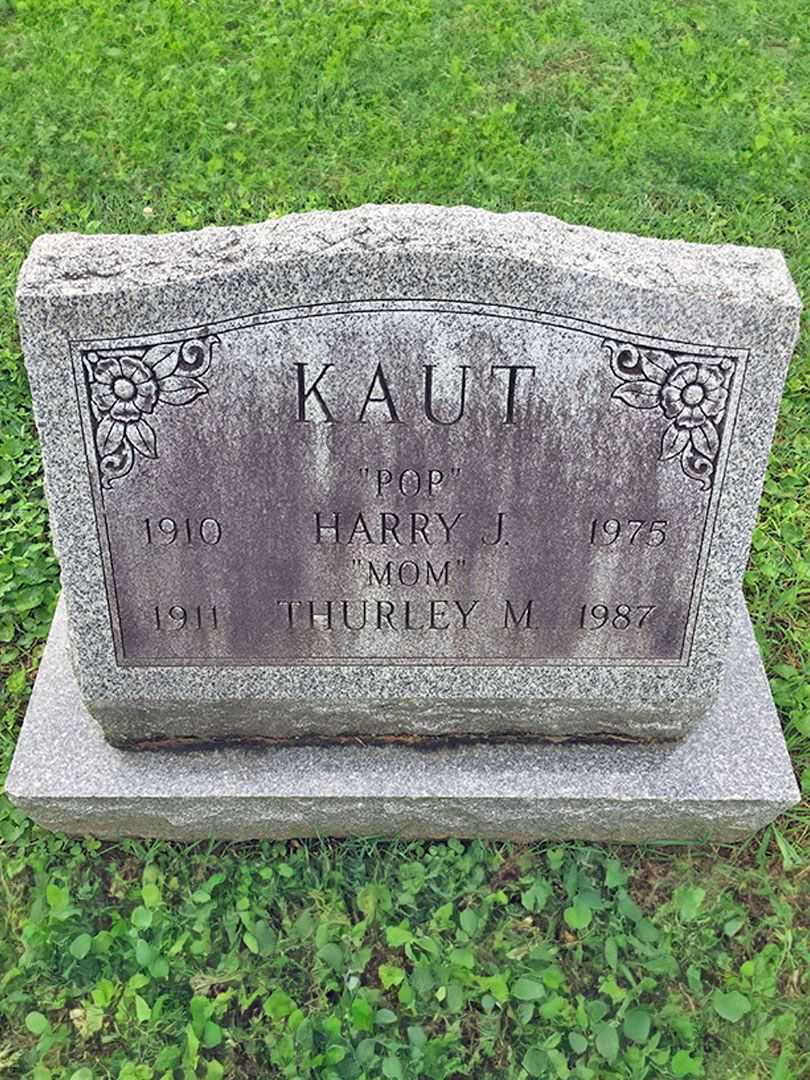 KAUT
"POP"
1910 HARRY J. 1975
"MOM"
1911 THURLEY M. 1987